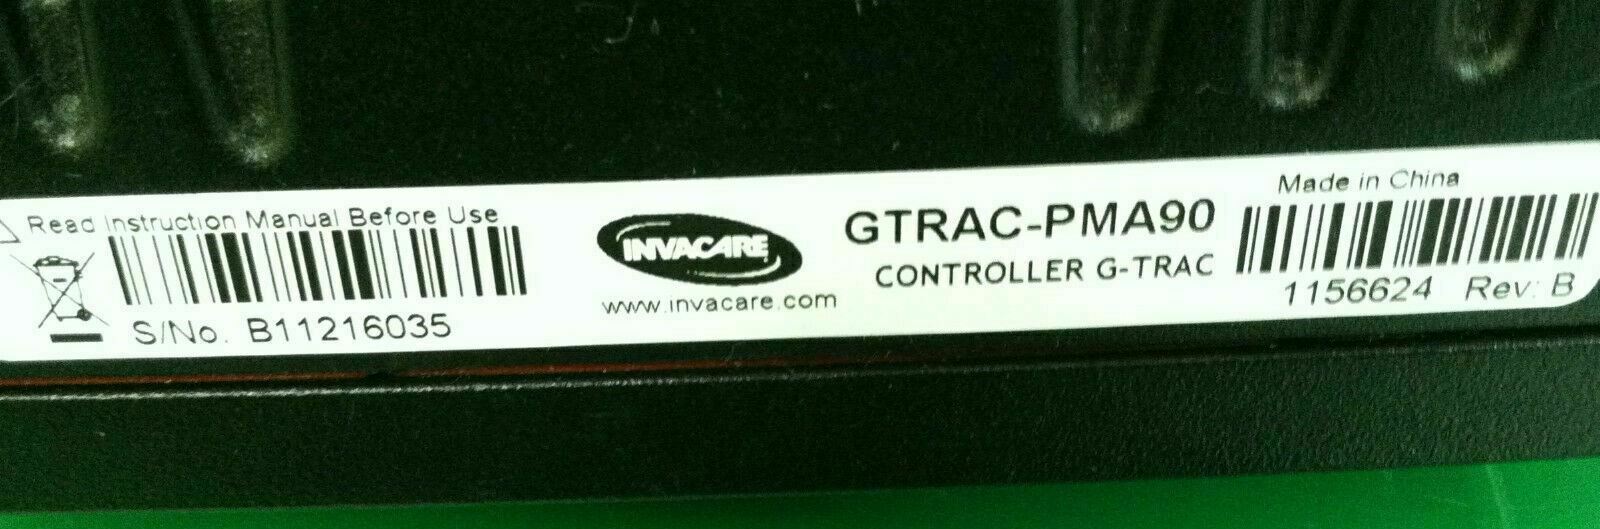 Read Instruction Manual Before Use
S/No. B11216035
INVACARE
www.invacare.com
GTRAC-PMA90
CONTROLLER G-TRAC
Made in China
1156624 Rev: B